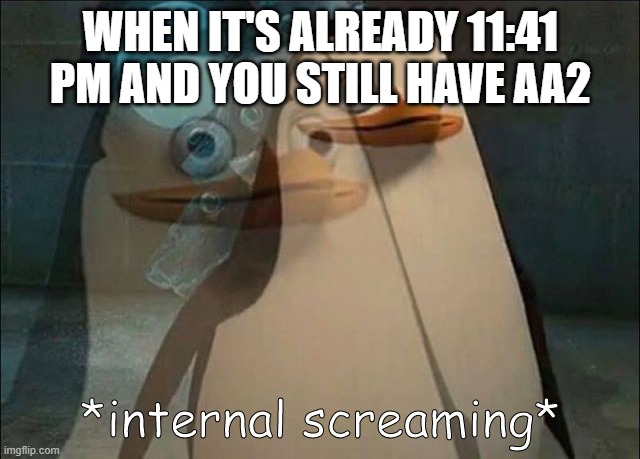 WHEN IT'S ALREADY 11:41
PM AND YOU STILL HAVE AA2
*internal screaming*
imgflip.com